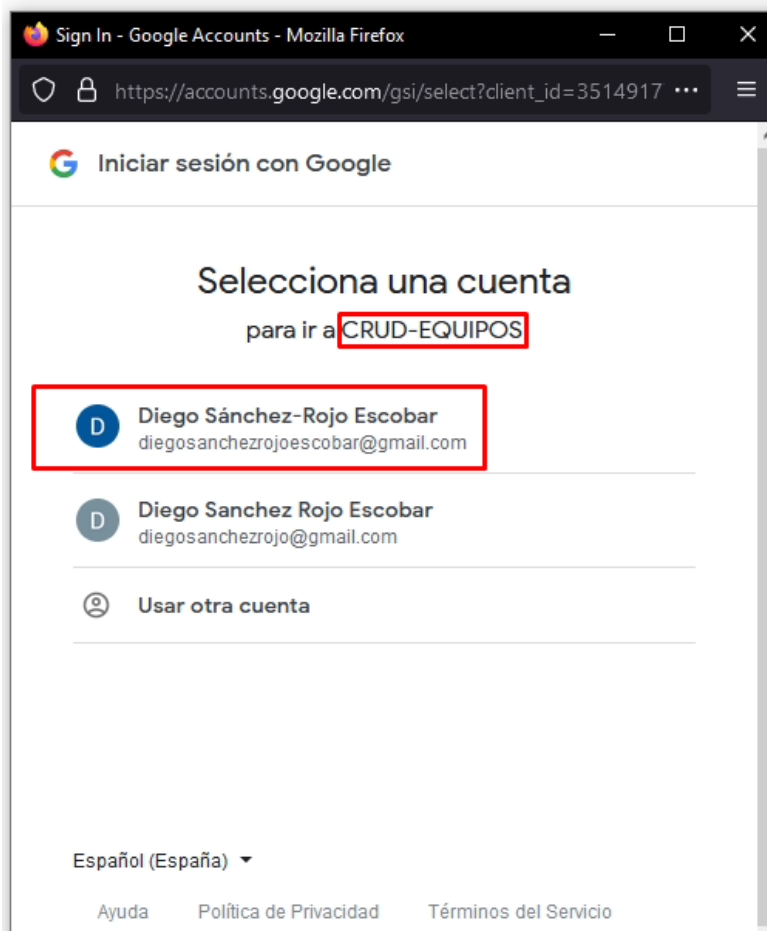 Sign In - Google Accounts - Mozilla Firefox
https://accounts.google.com/gsi/select?client_id=3514917
Iniciar sesión con Google
Selecciona una cuenta
para ir a CRUD-EQUIPOS
D
Diego Sánchez-Rojo Escobar
diegosanchezrojoescobar@gmail.com
D
Diego Sanchez Rojo Escobar
diegosanchezrojo@gmail.com
Usar otra cuenta
Español (España)
Ayuda Política de Privacidad Términos del Servicio